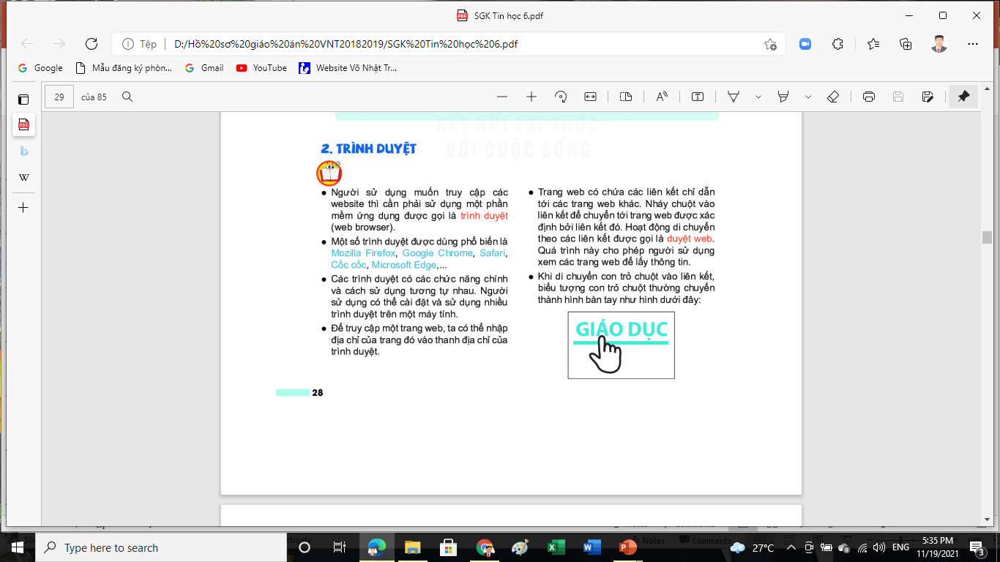 SGK Tin học 6.pdf
Tệp D:/Hồ%20sơ%20giáo%20án%20VNT20182019/SGK%20Tin%20học%206.pdf
Google Mẫu đăng ký phòn... Gmail YouTube Website Võ Nhật Tr...
29 của 85
KẾT NỐI TRI THỨC
VỚI CUỘC SỐNG
2. TRÌNH DUYỆT
Người sử dụng muốn truy cập các
website thì cần phải sử dụng một phần
mềm ứng dụng được gọi là trình duyệt
(web browser).
Một số trình duyệt được dùng phổ biến là
Mozilla Firefox, Google Chrome, Safari,
Cốc cốc, Microsoft Edge,...
Các trình duyệt có các chức năng chính
và cách sử dụng tương tự nhau. Người
sử dụng có thể cài đặt và sử dụng nhiều
trình duyệt trên một máy tính.
Để truy cập một trang web, ta có thể nhập
địa chỉ của trang đó vào thanh địa chỉ của
trình duyệt.
Trang web có chứa các liên kết chỉ dẫn
tới các trang web khác. Nháy chuột vào
liên kết để chuyển tới trang web được xác
định bởi liên kết đó. Hoạt động di chuyển
theo các liên kết được gọi là duyệt web.
Quá trình này cho phép người sử dụng
xem các trang web để lấy thông tin.
Khi di chuyển con trỏ chuột vào liên kết,
biểu tượng con trỏ chuột thường chuyển
thành hình bàn tay như hình dưới đây:
GIÁO DỤC
28
Notes Comments
Type here to search
27°C ENG 5:35 PM
11/19/2021 3